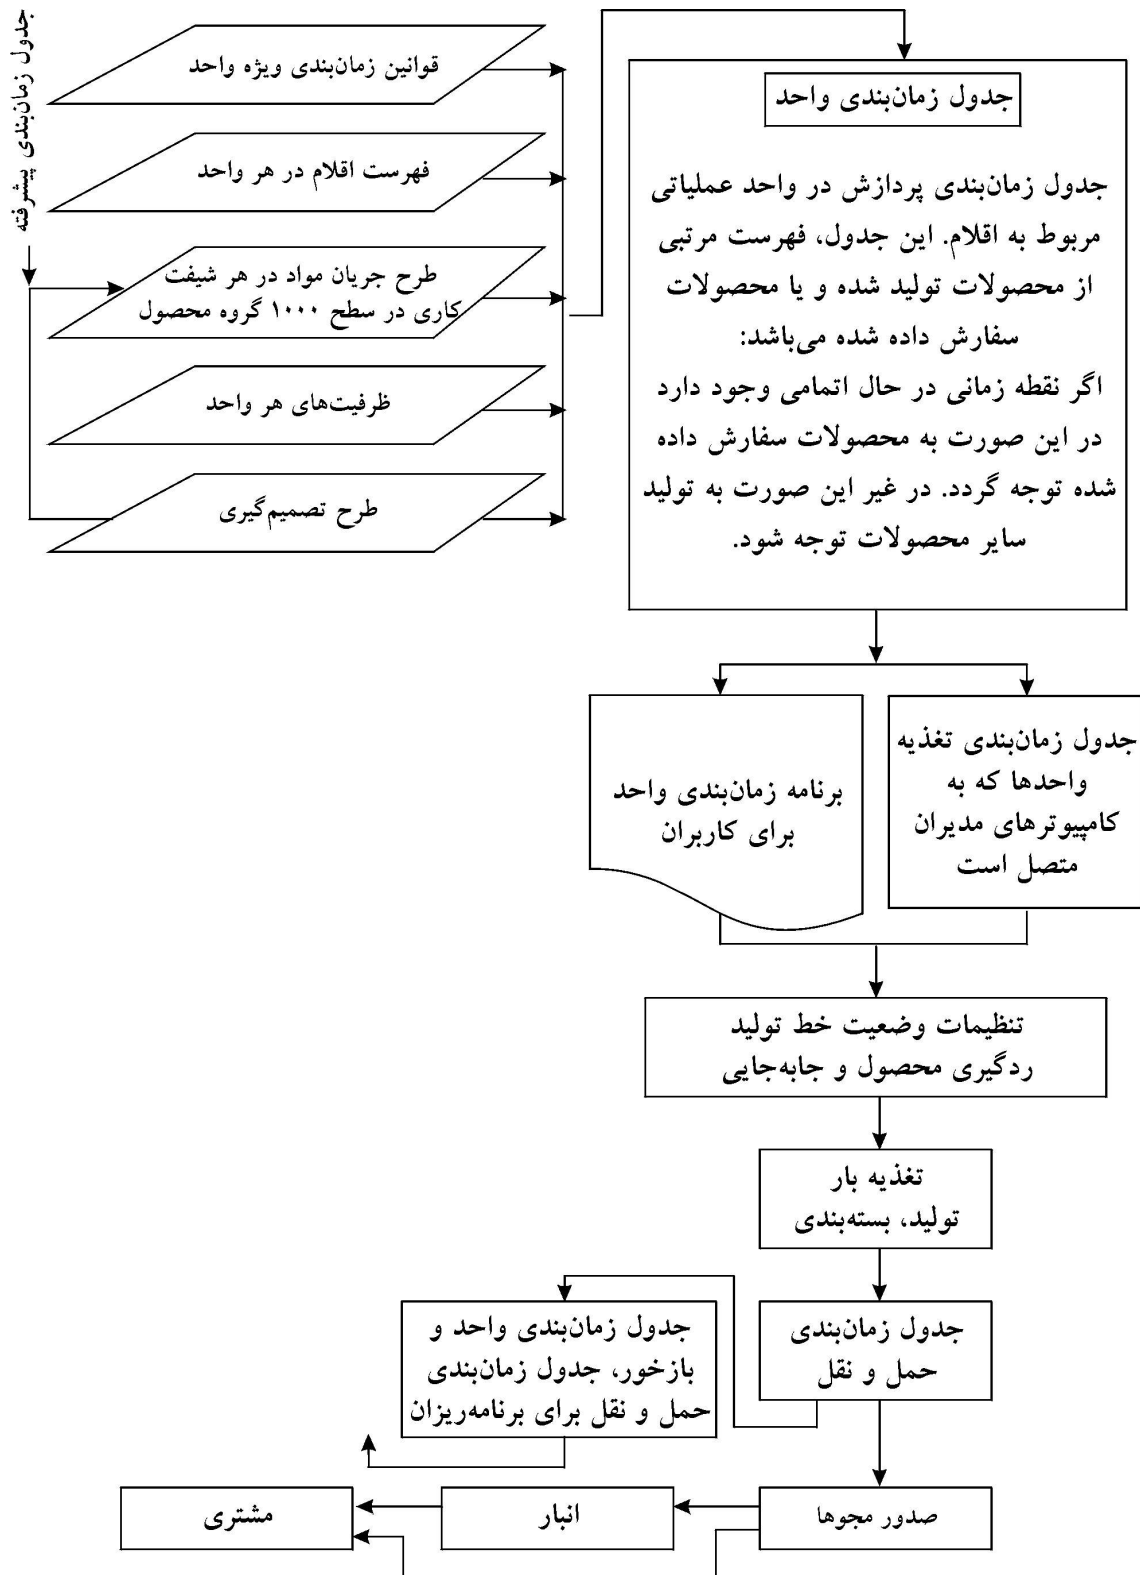 جدول زمان‌بندی پیشرفته
قوانین زمان‌بندی ویژه واحد
فهرست اقلام در هر واحد
طرح جریان مواد در هر شیفت
کاری در سطح ۱۰۰۰ گروه محصول
ظرفیت‌های هر واحد
طرح تصمیم‌گیری
جدول زمان‌بندی واحد
جدول زمان‌بندی پردازش در واحد عملیاتی
مربوط به اقلام. این جدول، فهرست مرتبی
از محصولات تولید شده و یا محصولات
سفارش داده شده می‌باشد:
اگر نقطه زمانی در حال اتمامی وجود دارد
در این صورت به محصولات سفارش داده
شده توجه گردد. در غیر این صورت به تولید
سایر محصولات توجه شود.
جدول زمان‌بندی تغذیه
واحدها که به
کامپیوترهای مدیران
متصل است
برنامه زمان‌بندی واحد
برای کاربران
تنظیمات وضعیت خط تولید
ردگیری محصول و جابه‌جایی
تغذیه بار
تولید، بسته‌بندی
جدول زمان‌بندی
حمل و نقل
جدول زمان‌بندی واحد و
بازخور، جدول زمان‌بندی
حمل و نقل برای برنامه‌ریزان
صدور مجوها
انبار
مشتری